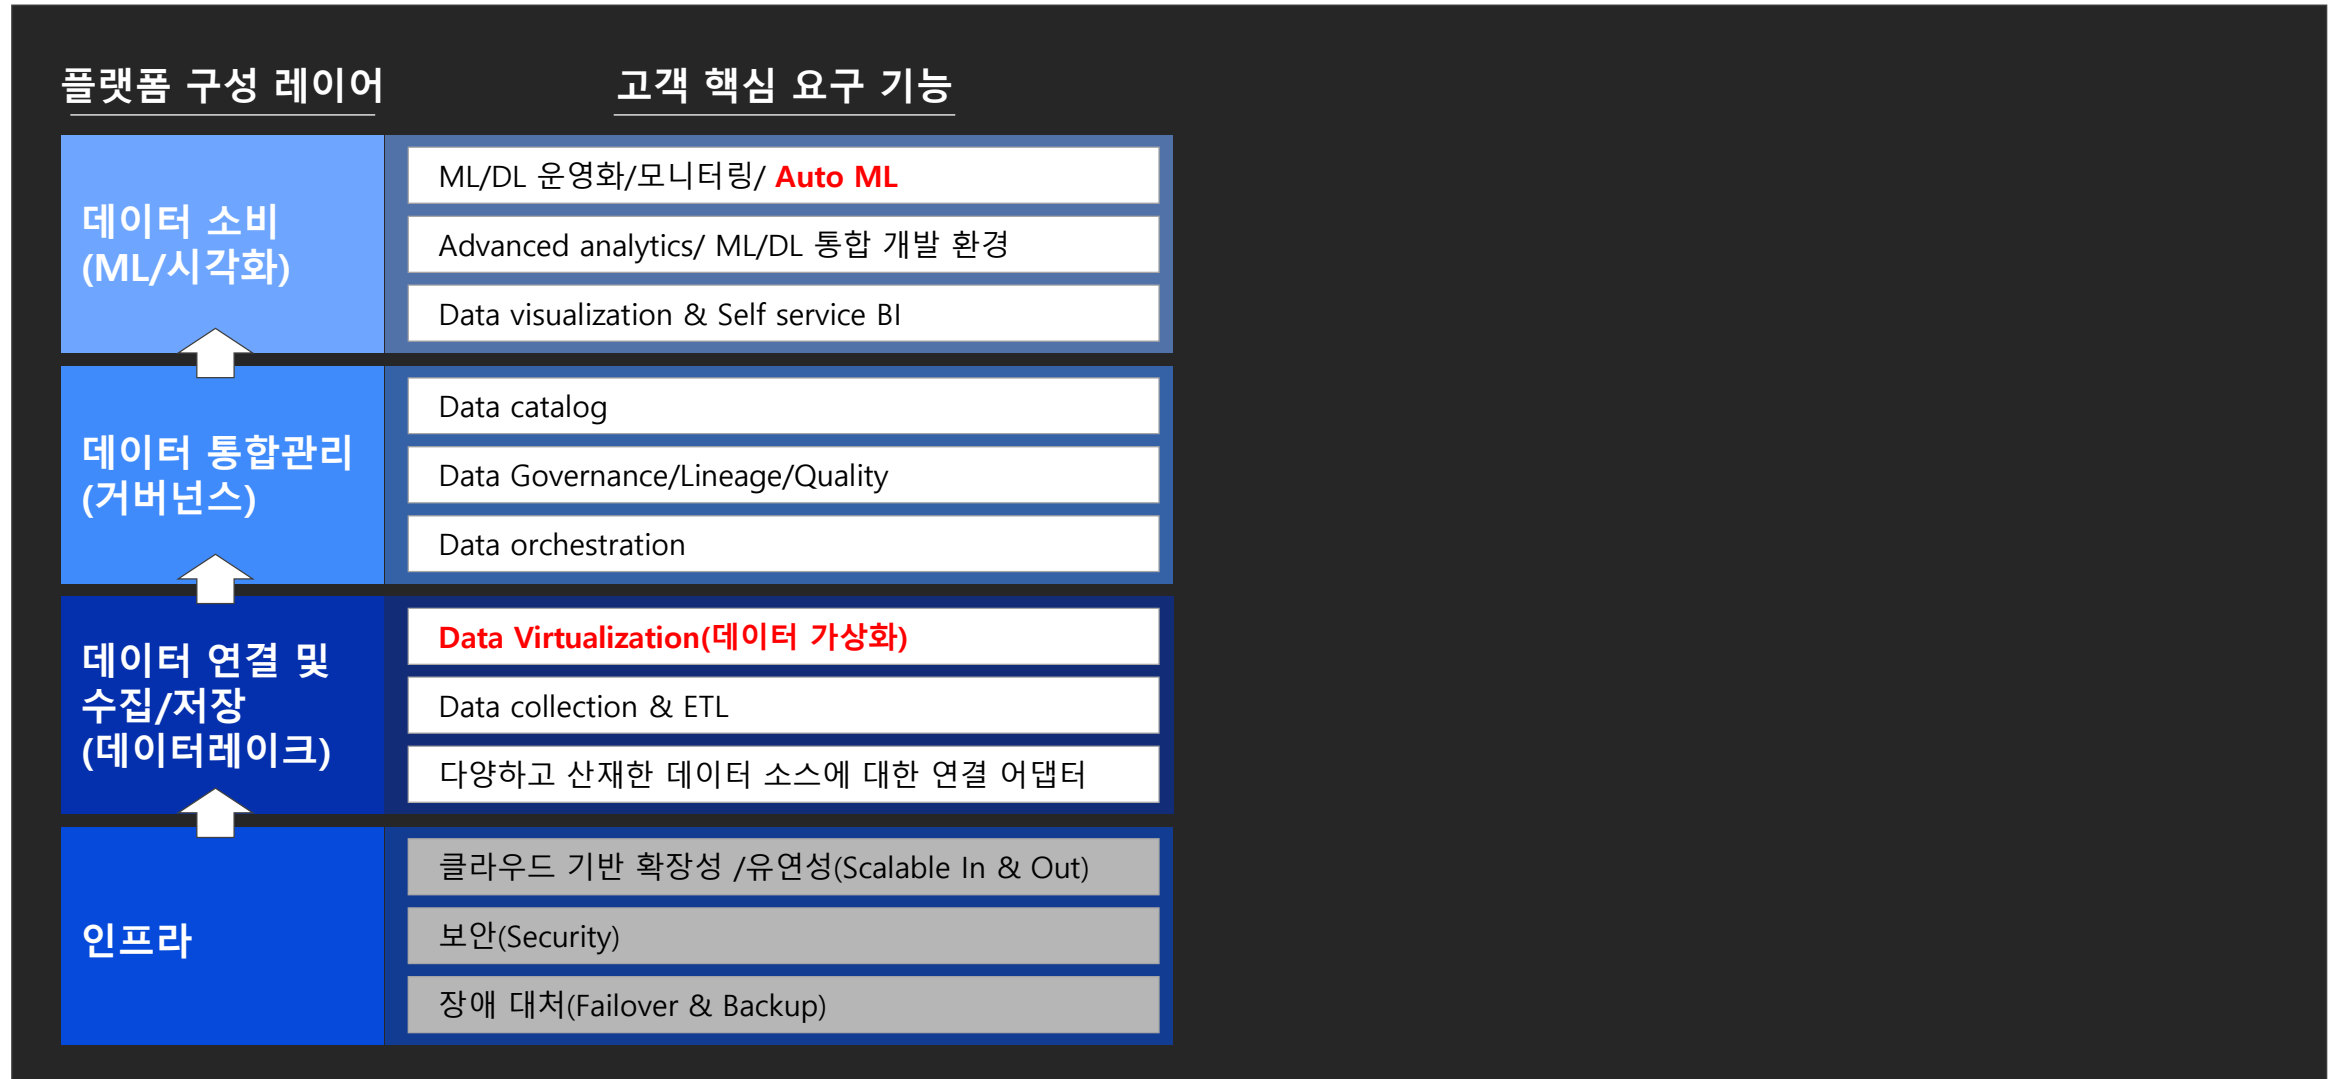 플랫폼 구성 레이어
고객 핵심 요구 기능
데이터 소비
(ML/시각화)
ML/DL 운영화/모니터링/ Auto ML
Advanced analytics/ ML/DL 통합 개발 환경
Data visualization & Self service BI
데이터 통합관리
(거버넌스)
Data catalog
Data Governance/Lineage/Quality
Data orchestration
데이터 연결 및
수집/저장
(데이터레이크)
Data Virtualization(데이터 가상화)
Data collection & ETL
다양하고 산재한 데이터 소스에 대한 연결 어댑터
인프라
클라우드 기반 확장성 /유연성(Scalable In & Out)
보안(Security)
장애 대처(Failover & Backup)